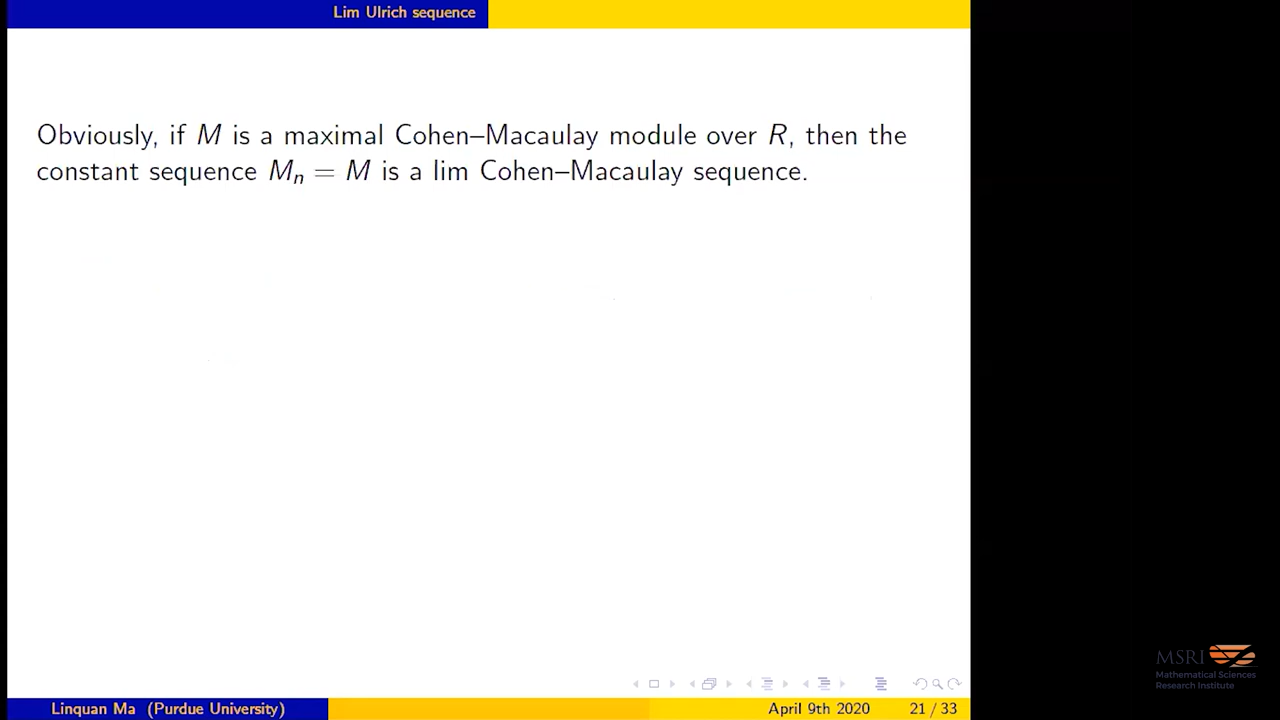 Lim Ulrich sequence
Obviously, if M is a maximal Cohen–Macaulay module over R, then the
constant sequence Mₙ = M is a lim Cohen–Macaulay sequence.
MSRI
Mathematical Sciences
Research Institute
Linquan Ma (Purdue University)
April 9th 2020
21 / 33